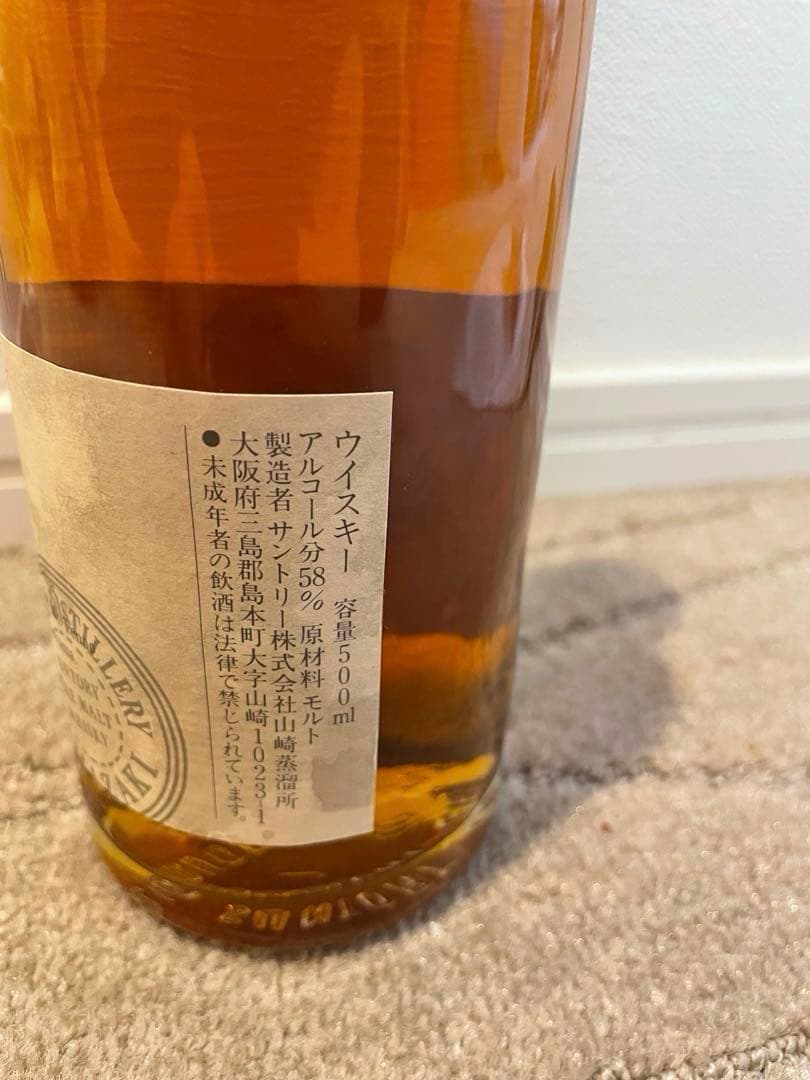 ウイスキー 容量500ml
アルコール分58% 原材料 モルト
製造者 サントリー株式会社山崎蒸溜所
大阪府三島郡島本町大字山崎1023-1
●未成年者の飲酒は法律で禁じられています。
DISTILLERY
MALT